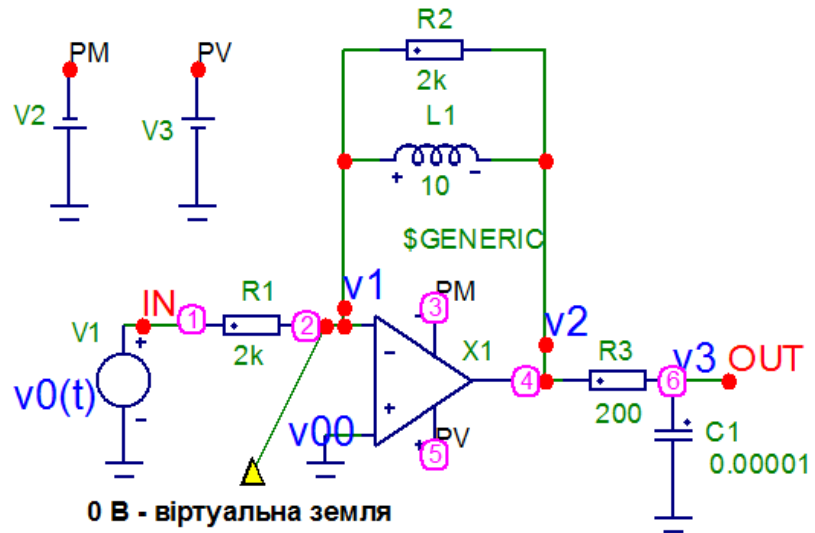 R2
PM
PV
2k
V2
V3
L1
+ -
10
$GENERIC
IN
R1
v1
PM
1
2
3
-
V1
+
2k
-
X1
v2
R3
v3
OUT
4
6
v0(t)
-
+
200
v00
+
PV
5
C1
0.00001
0 В - віртуальна земля